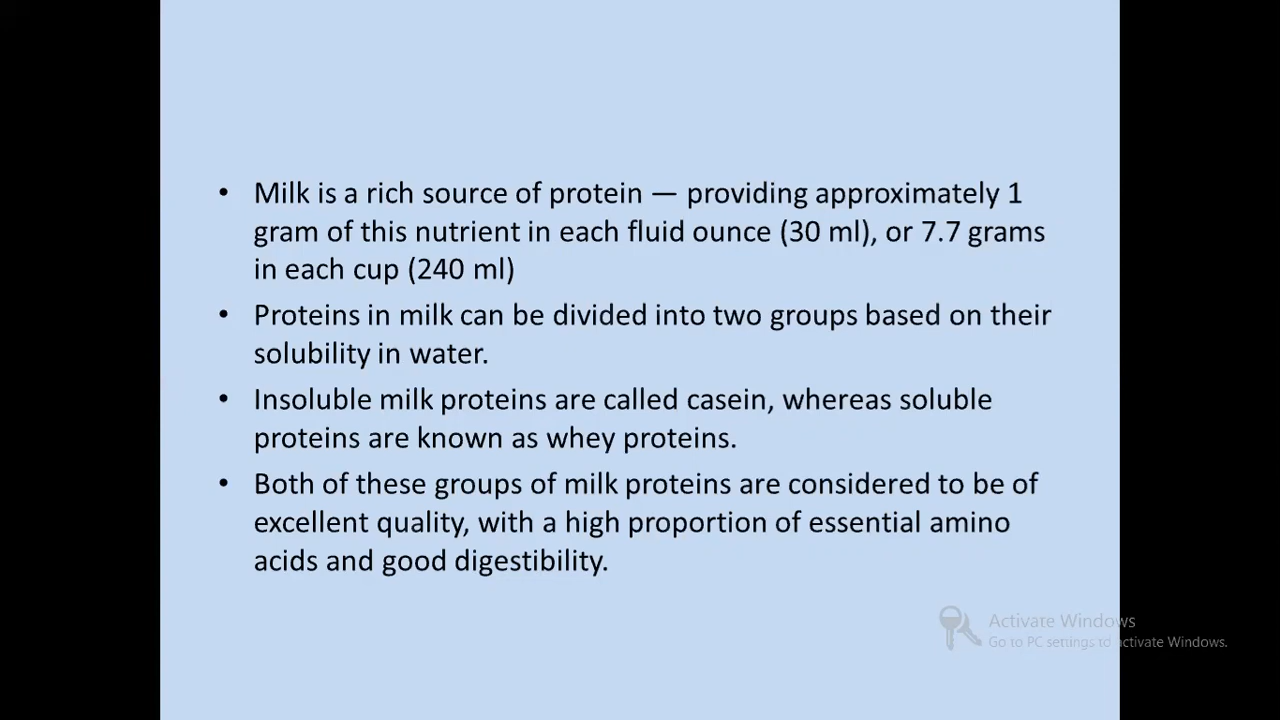 • Milk is a rich source of protein — providing approximately 1
gram of this nutrient in each fluid ounce (30 ml), or 7.7 grams
in each cup (240 ml)
• Proteins in milk can be divided into two groups based on their
solubility in water.
• Insoluble milk proteins are called casein, whereas soluble
proteins are known as whey proteins.
• Both of these groups of milk proteins are considered to be of
excellent quality, with a high proportion of essential amino
acids and good digestibility.
Activate Windows
Go to PC settings to activate Windows.